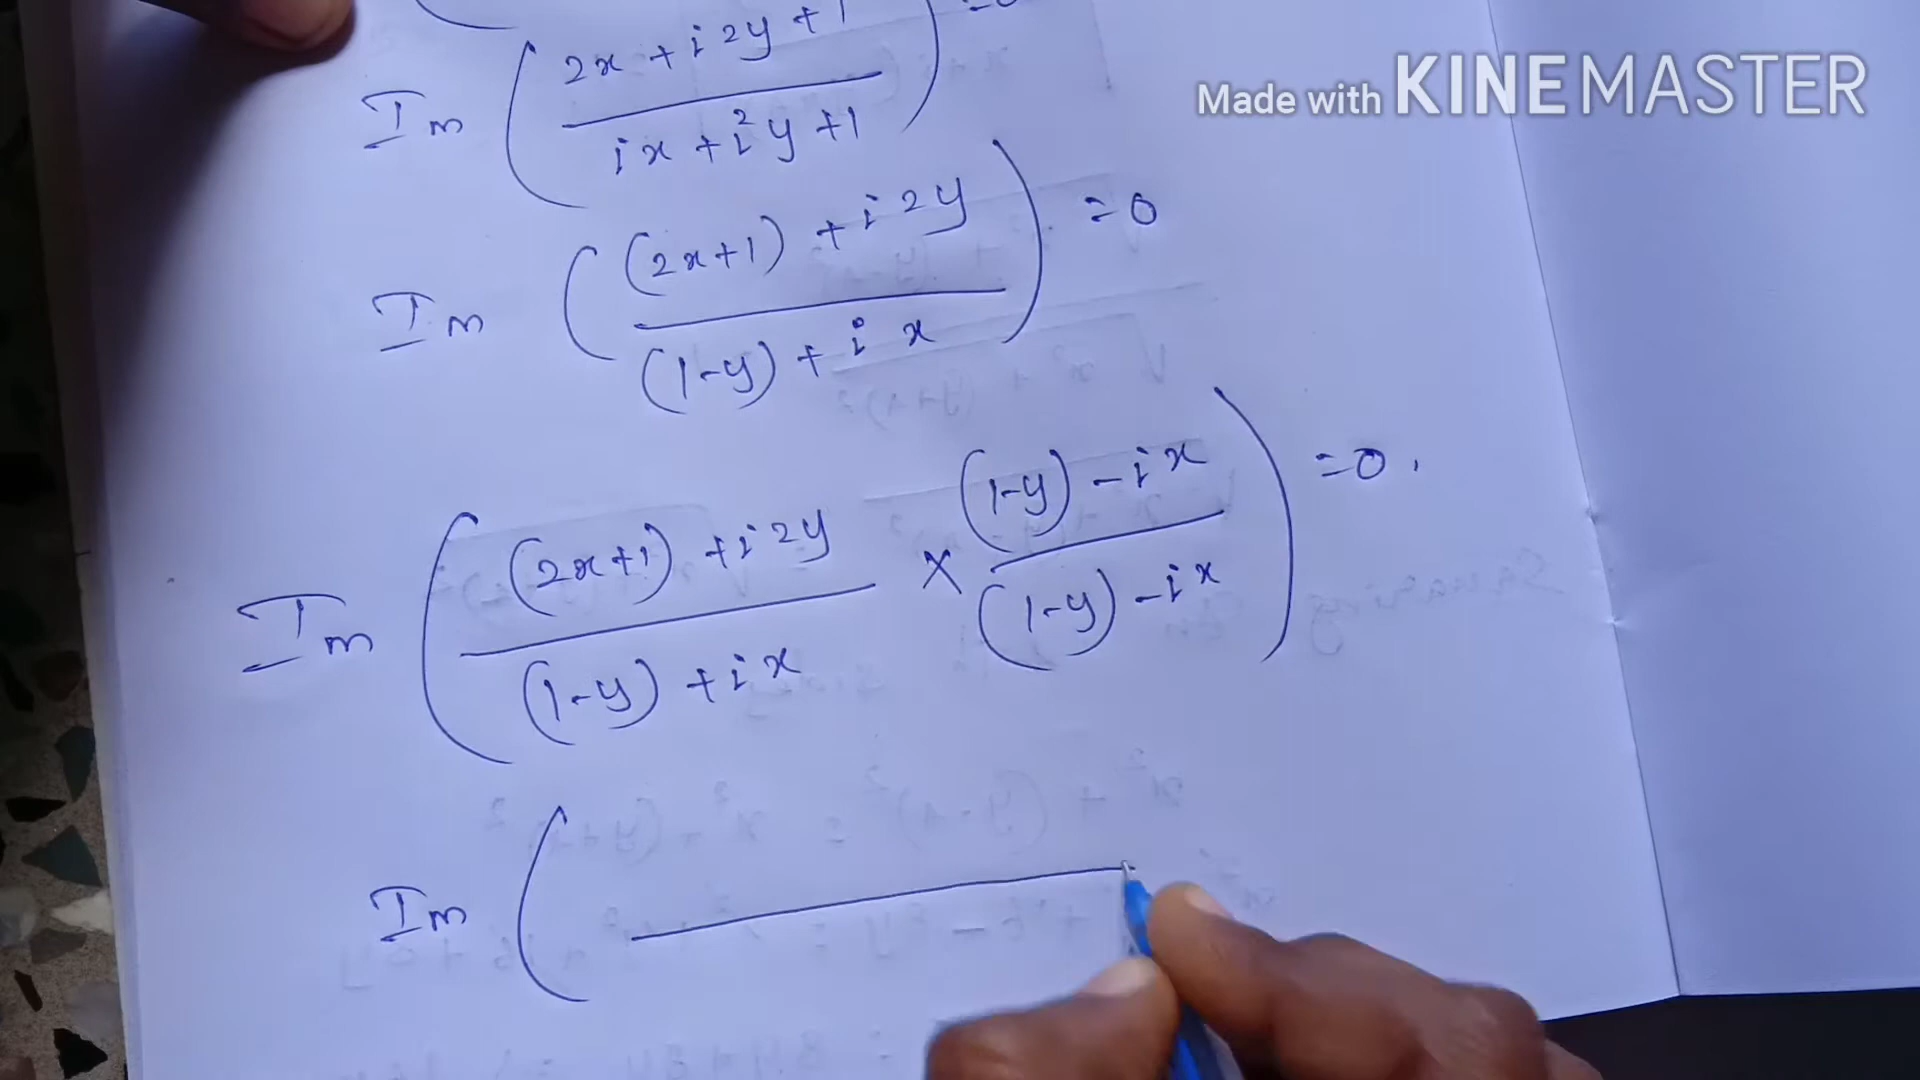 Made with KINEMASTER
Im ( 2x + i2y + 1 / ix + i²y + 1 ) = 0
Im ( (2x+1) + i2y / (1-y) + ix ) = 0
Im ( (2x+1) + i2y / (1-y) + ix × (1-y) - ix / (1-y) - ix ) = 0.
Im (